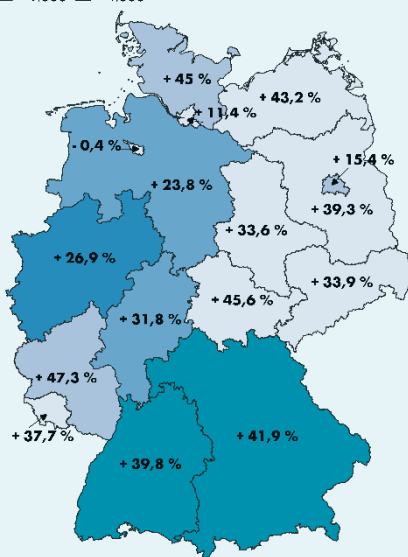 + 45 %
+ 43,2 %
+ 11,4 %
- 0,4 %
+ 15,4 %
+ 23,8 %
+ 39,3 %
+ 33,6 %
+ 26,9 %
+ 33,9 %
+ 45,6 %
+ 31,8 %
+ 47,3 %
+ 37,7 %
+ 41,9 %
+ 39,8 %